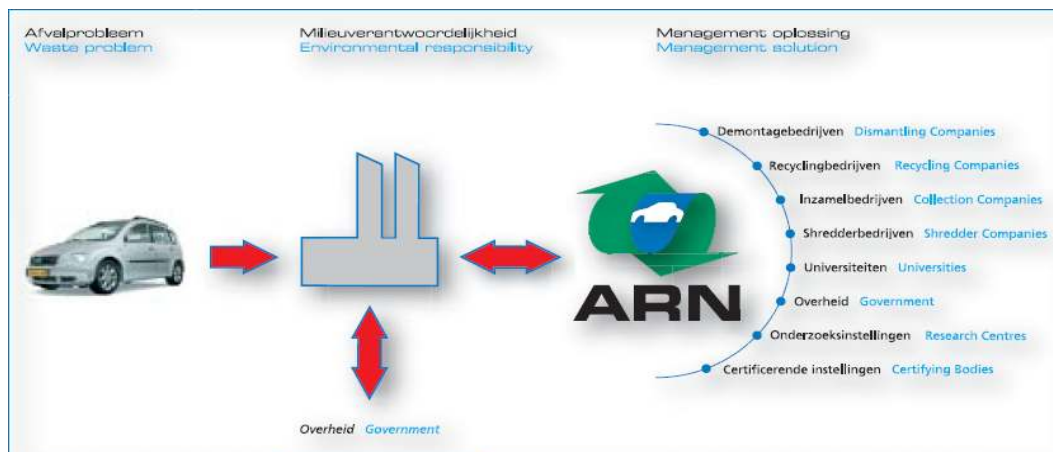 Afvalprobleem
Waste problem
Milieuverantwoordelijkheid
Environmental responsibility
Management oplossing
Management solution
Demontagebedrijven Dismantling Companies
Recyclingbedrijven Recycling Companies
Inzamelbedrijven Collection Companies
Shredderbedrijven Shredder Companies
Universiteiten Universities
Overheid Government
Onderzoeksinstellingen Research Centres
Certificerende instellingen Certifying Bodies
ARN
Overheid Government